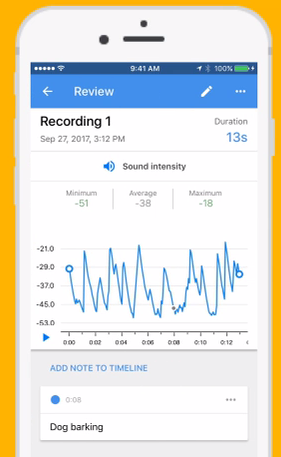 9:41 AM 100%
Review
Recording 1
Duration
Sep 27, 2017, 3:12 PM
13s
Sound intensity
Minimum Average Maximum
-51 -38 -18
-21.0
-29.0
-37.0
-45.0
-53.0
0:00 0:02 0:04 0:06 0:08 0:10 0:12
ADD NOTE TO TIMELINE
0:08
Dog barking